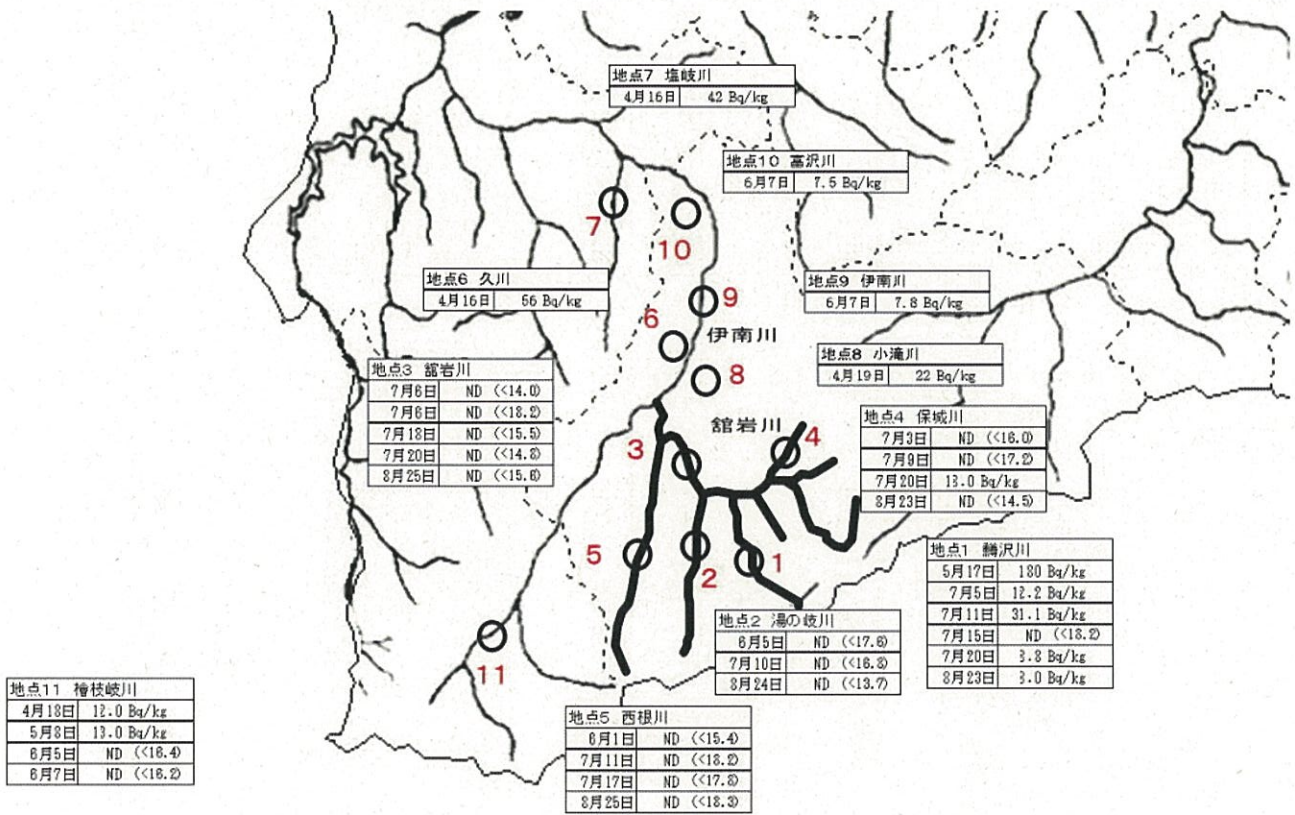 地点7 塩岐川
4月16日 42 Bq/kg
地点10 富沢川
6月7日 7.5 Bq/kg
7
10
地点6 久川
4月16日 56 Bq/kg
地点9 伊南川
6月7日 7.8 Bq/kg
9
6
伊南川
地点8 小滝川
4月19日 22 Bq/kg
8
地点3 舘岩川
7月6日 ND (<14.0)
7月6日 ND (<18.2)
7月18日 ND (<15.5)
7月20日 ND (<14.8)
8月25日 ND (<15.6)
舘岩川
3
4
地点4 保城川
7月3日 ND (<16.0)
7月9日 ND (<17.2)
7月20日 13.0 Bq/kg
8月23日 ND (<14.5)
5
2
1
地点1 鱒沢川
5月17日 180 Bq/kg
7月5日 12.2 Bq/kg
7月11日 31.1 Bq/kg
7月15日 ND (<18.2)
7月20日 3.8 Bq/kg
8月23日 3.0 Bq/kg
地点2 湯の岐川
6月5日 ND (<17.6)
7月10日 ND (<16.8)
8月24日 ND (<13.7)
11
地点11 檜枝岐川
4月18日 12.0 Bq/kg
5月8日 13.0 Bq/kg
6月5日 ND (<16.4)
6月7日 ND (<16.2)
地点5 西根川
6月1日 ND (<15.4)
7月11日 ND (<18.2)
7月17日 ND (<17.8)
8月25日 ND (<18.3)